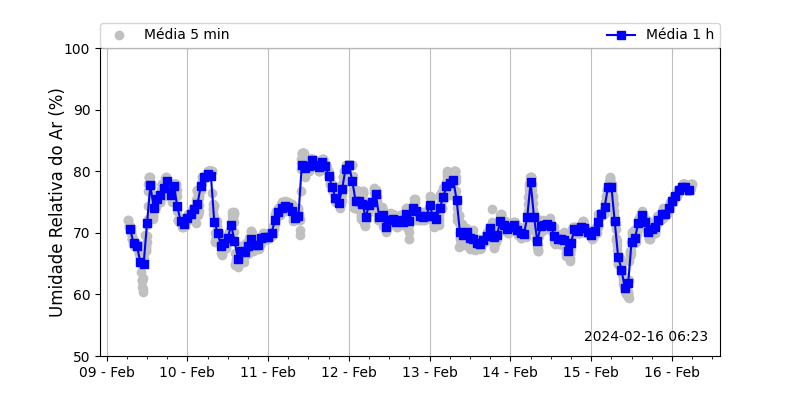 Média 5 min
Média 1 h
Umidade Relativa do Ar (%)
100
90
80
70
60
50
2024-02-16 06:23
09 - Feb
10 - Feb
11 - Feb
12 - Feb
13 - Feb
14 - Feb
15 - Feb
16 - Feb